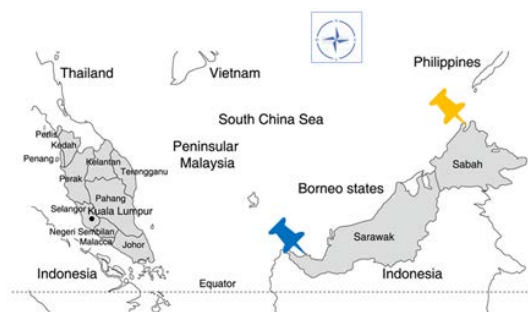 Thailand
Vietnam
Philippines
South China Sea
Perlis
Kedah
Penang
Kelantan
Terengganu
Perak
Peninsular
Malaysia
Sabah
Pahang
Selangor
Kuala Lumpur
Borneo states
Negeri Sembilan
Malacca
Johor
Sarawak
Indonesia
Indonesia
Equator